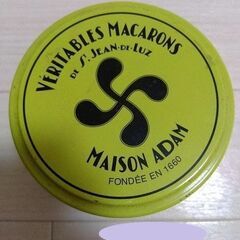 VÉRITABLES MACARONS
DE ST. JEAN-DE-LUZ
MAISON ADAM
FONDÉE EN 1660